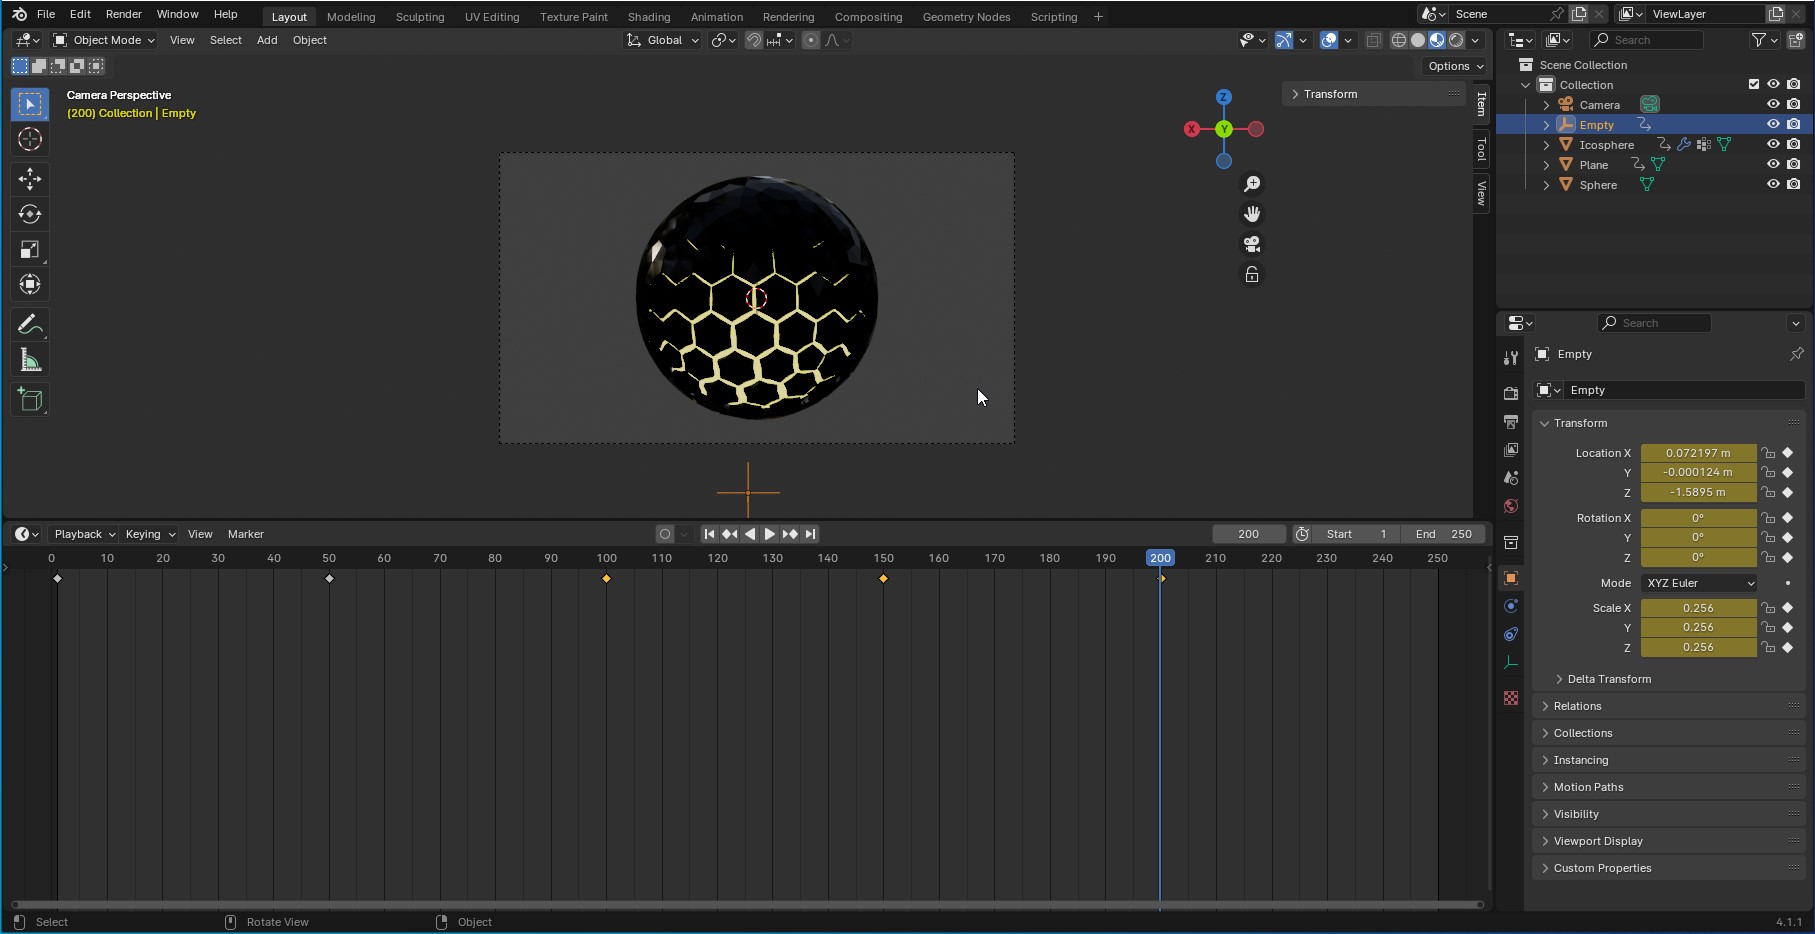 File Edit Render Window Help Layout Modeling Sculpting UV Editing Texture Paint Shading Animation Rendering Compositing Geometry Nodes Scripting + Scene ViewLayer
Object Mode View Select Add Object Global Search
Options
Camera Perspective
(200) Collection | Empty
Z
X
Y
Transform
Item
Tool
View
Scene Collection
Collection
Camera
Empty
Icosphere
Plane
Sphere
Search
Empty
Empty
Transform
Location X 0.072197 m
Y -0.000124 m
Z -1.5895 m
Rotation X 0°
Y 0°
Z 0°
Mode XYZ Euler
Scale X 0.256
Y 0.256
Z 0.256
Delta Transform
Relations
Collections
Instancing
Motion Paths
Visibility
Viewport Display
Custom Properties
Playback Keying View Marker 200 Start 1 End 250
0 10 20 30 40 50 60 70 80 90 100 110 120 130 140 150 160 170 180 190 200 210 220 230 240 250
Select Rotate View Object 4.1.1